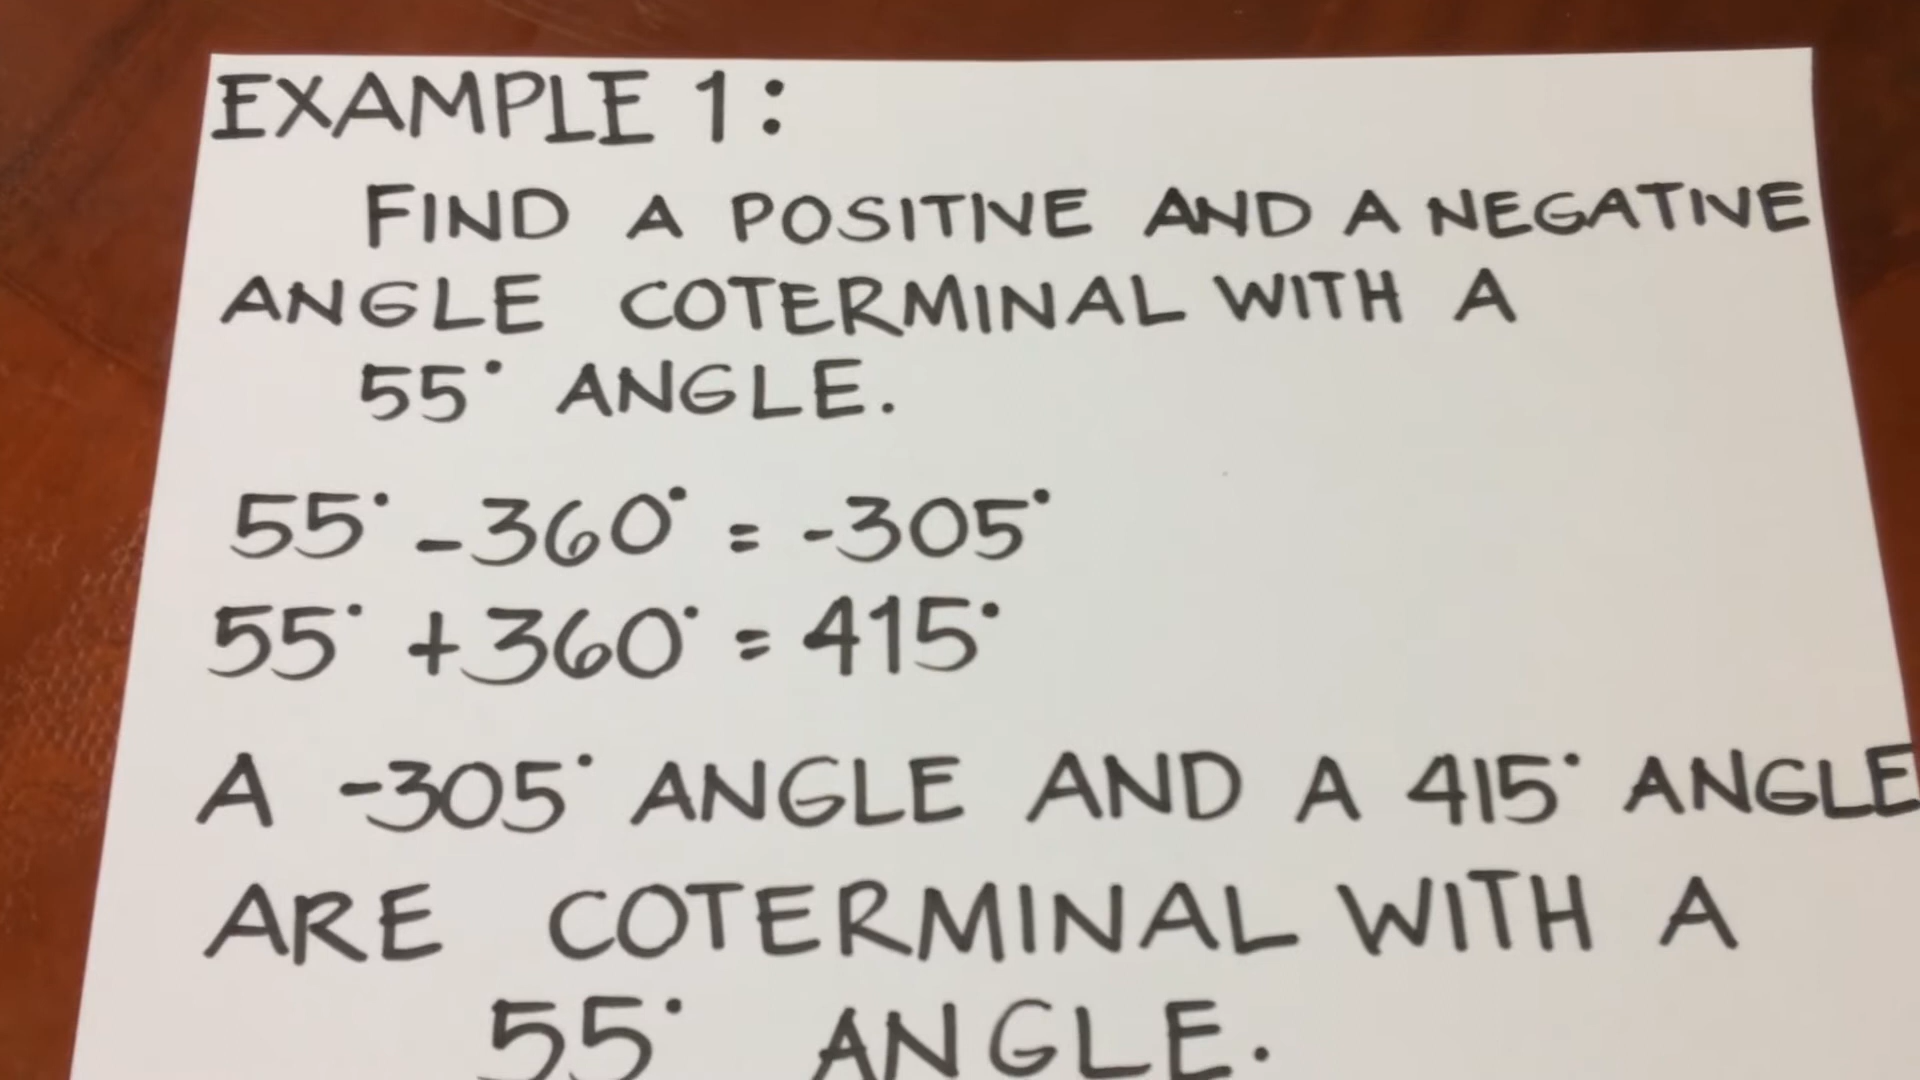 EXAMPLE 1:
FIND A POSITIVE AND A NEGATIVE
ANGLE COTERMINAL WITH A
55° ANGLE.
55° -360° = -305°
55° +360° = 415°
A -305° ANGLE AND A 415° ANGLE
ARE COTERMINAL WITH A
55° ANGLE.